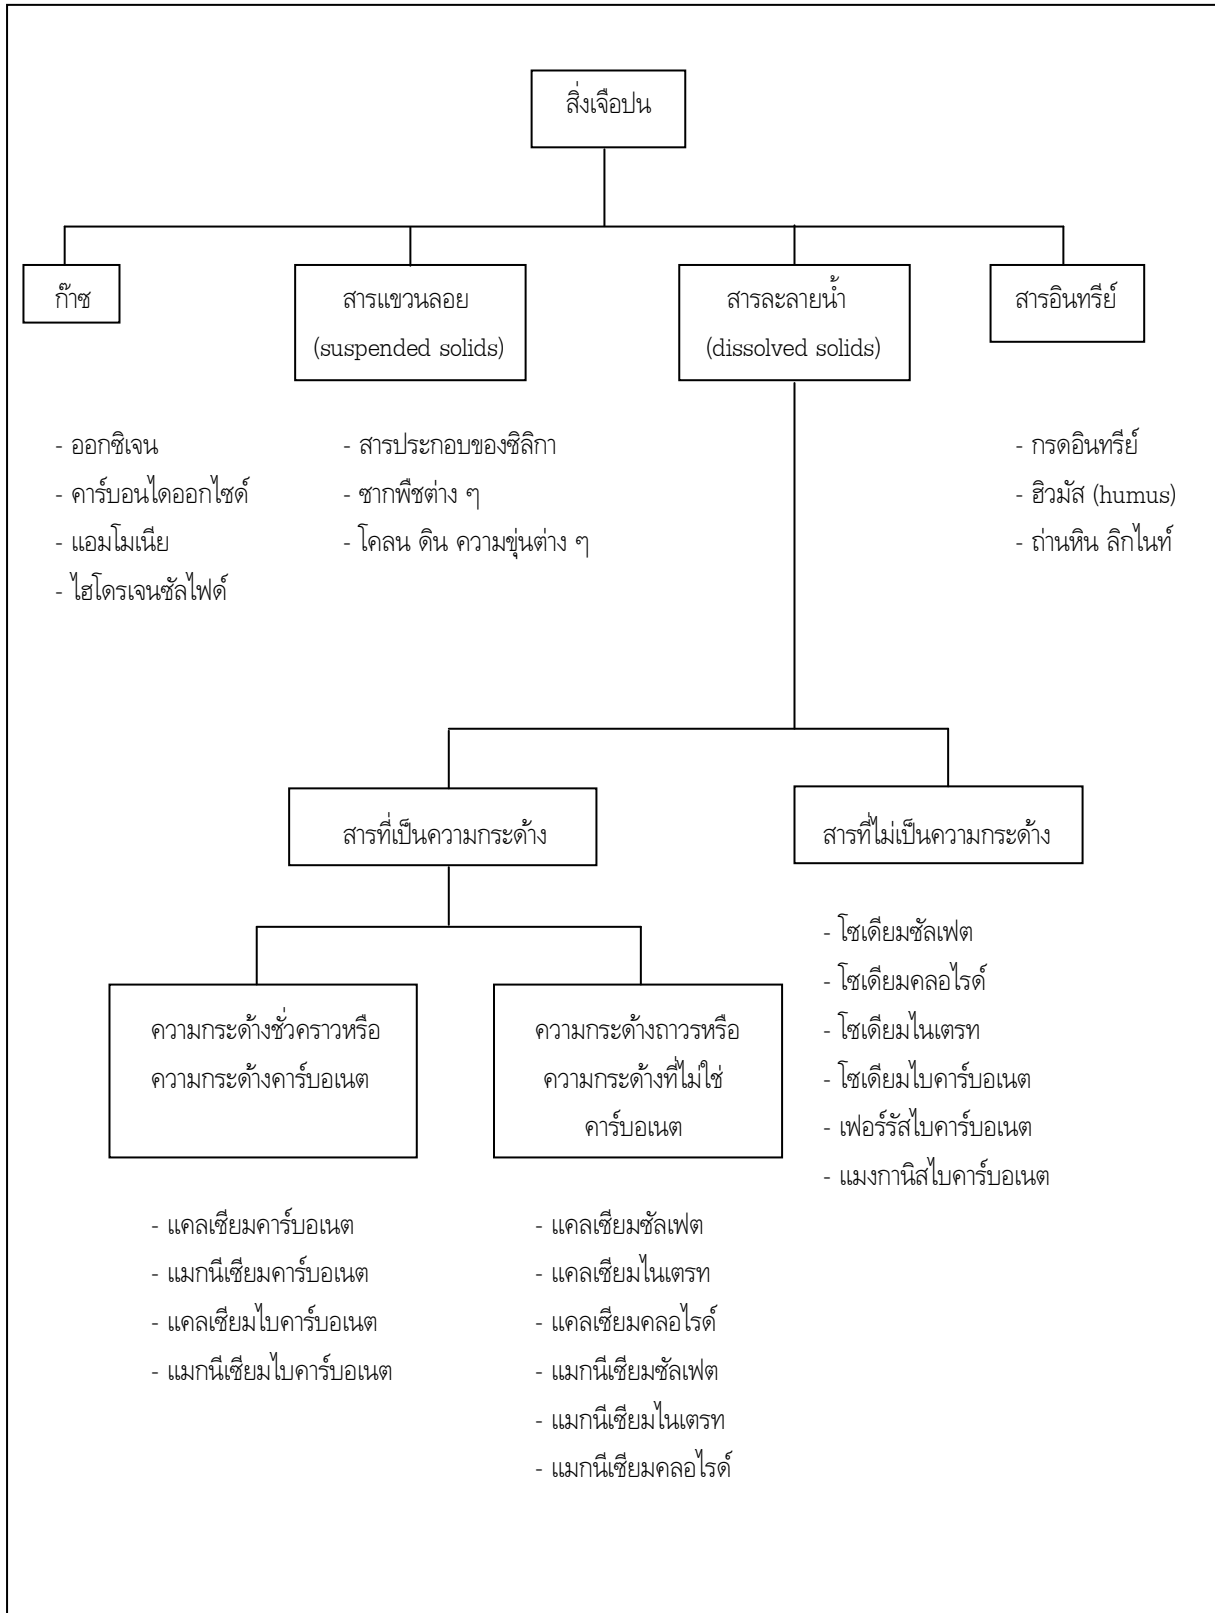 สิ่งเจือปน
ก๊าซ
สารแขวนลอย
(suspended solids)
สารละลายน้ำ
(dissolved solids)
สารอินทรีย์
- ออกซิเจน
- คาร์บอนไดออกไซด์
- แอมโมเนีย
- ไฮโดรเจนซัลไฟด์
- สารประกอบของซิลิกา
- ซากพืชต่าง ๆ
- โคลน ดิน ความขุ่นต่าง ๆ
- กรดอินทรีย์
- ฮิวมัส (humus)
- ถ่านหิน ลิกไนท์
สารที่เป็นความกระด้าง
สารที่ไม่เป็นความกระด้าง
ความกระด้างชั่วคราวหรือ
ความกระด้างคาร์บอเนต
ความกระด้างถาวรหรือ
ความกระด้างที่ไม่ใช่
คาร์บอเนต
- โซเดียมซัลเฟต
- โซเดียมคลอไรด์
- โซเดียมไนเตรท
- โซเดียมไบคาร์บอเนต
- เฟอร์รัสไบคาร์บอเนต
- แมงกานิสไบคาร์บอเนต
- แคลเซียมคาร์บอเนต
- แมกนีเซียมคาร์บอเนต
- แคลเซียมไบคาร์บอเนต
- แมกนีเซียมไบคาร์บอเนต
- แคลเซียมซัลเฟต
- แคลเซียมไนเตรท
- แคลเซียมคลอไรด์
- แมกนีเซียมซัลเฟต
- แมกนีเซียมไนเตรท
- แมกนีเซียมคลอไรด์